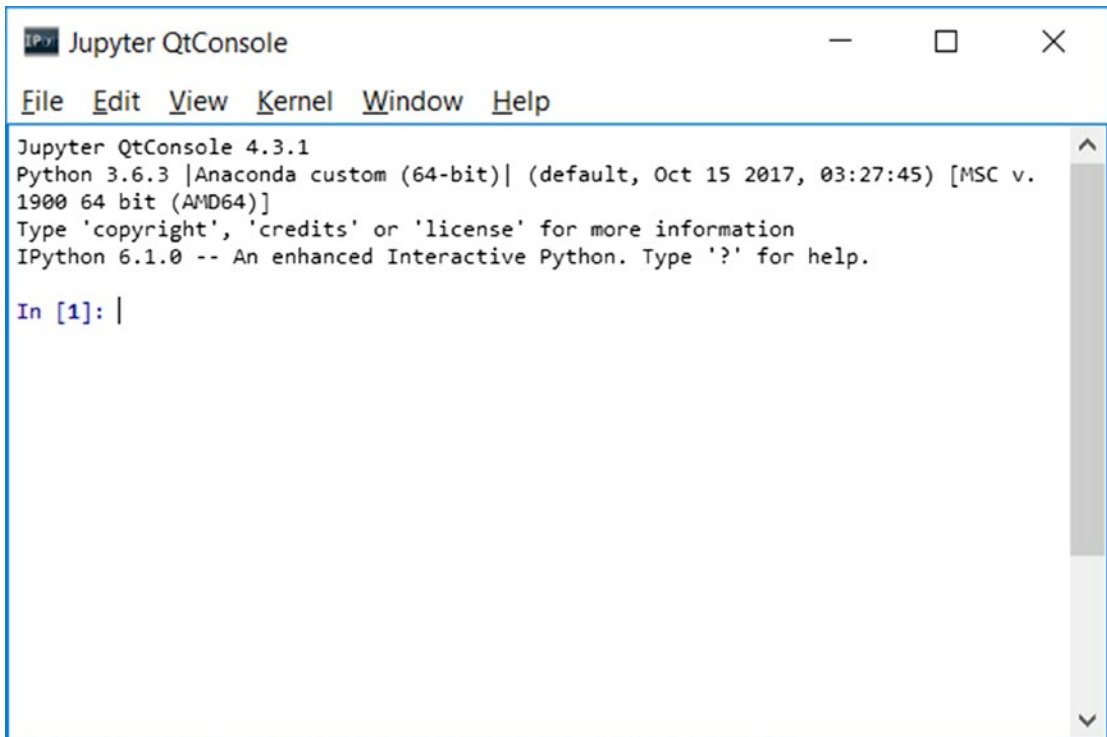 IP[y] Jupyter QtConsole
File Edit View Kernel Window Help
Jupyter QtConsole 4.3.1
Python 3.6.3 |Anaconda custom (64-bit)| (default, Oct 15 2017, 03:27:45) [MSC v.
1900 64 bit (AMD64)]
Type 'copyright', 'credits' or 'license' for more information
IPython 6.1.0 -- An enhanced Interactive Python. Type '?' for help.
In [1]: